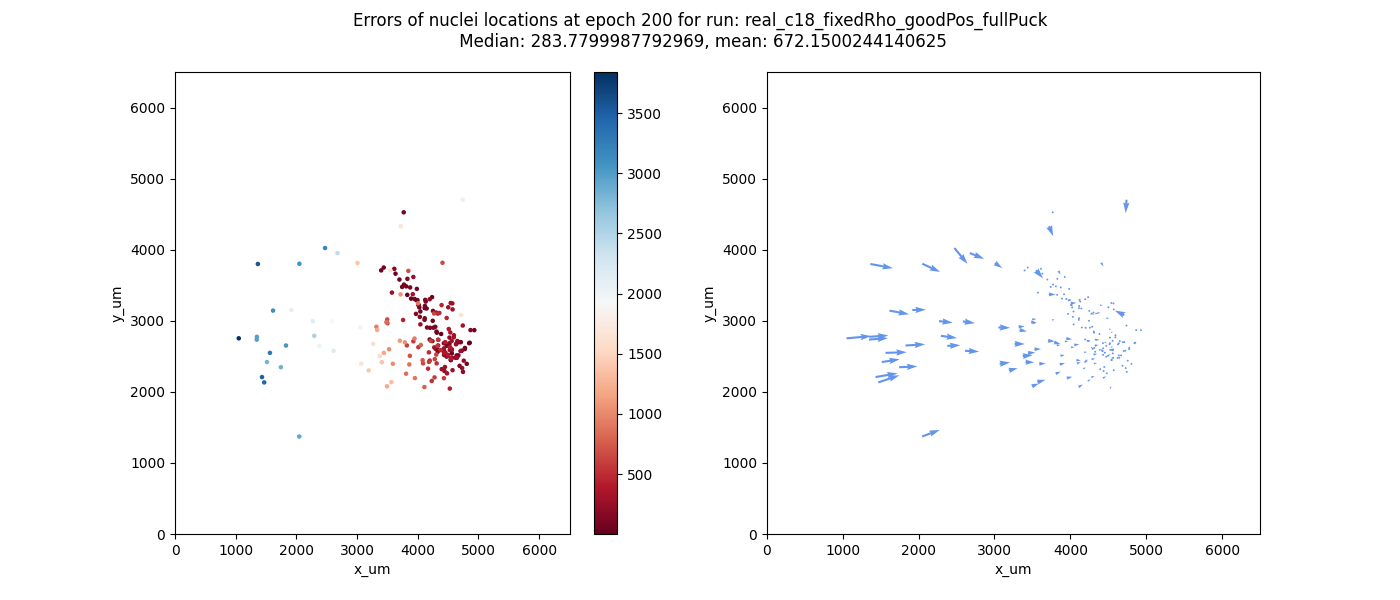 Errors of nuclei locations at epoch 200 for run: real_c18_fixedRho_goodPos_fullPuck
Median: 283.7799987792969, mean: 672.1500244140625
y_um
6000
5000
4000
3000
2000
1000
0
0 1000 2000 3000 4000 5000 6000
x_um
3500
3000
2500
2000
1500
1000
500
y_um
6000
5000
4000
3000
2000
1000
0
0 1000 2000 3000 4000 5000 6000
x_um